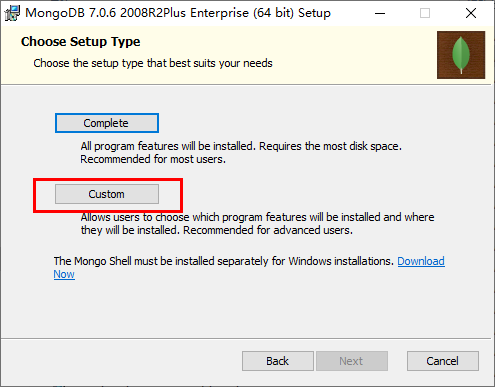 MongoDB 7.0.6 2008R2Plus Enterprise (64 bit) Setup
Choose Setup Type
Choose the setup type that best suits your needs
Complete
All program features will be installed. Requires the most disk space.
Recommended for most users.
Custom
Allows users to choose which program features will be installed and where
they will be installed. Recommended for advanced users.
The Mongo Shell must be installed separately for Windows installations. Download
Now
Back
Next
Cancel